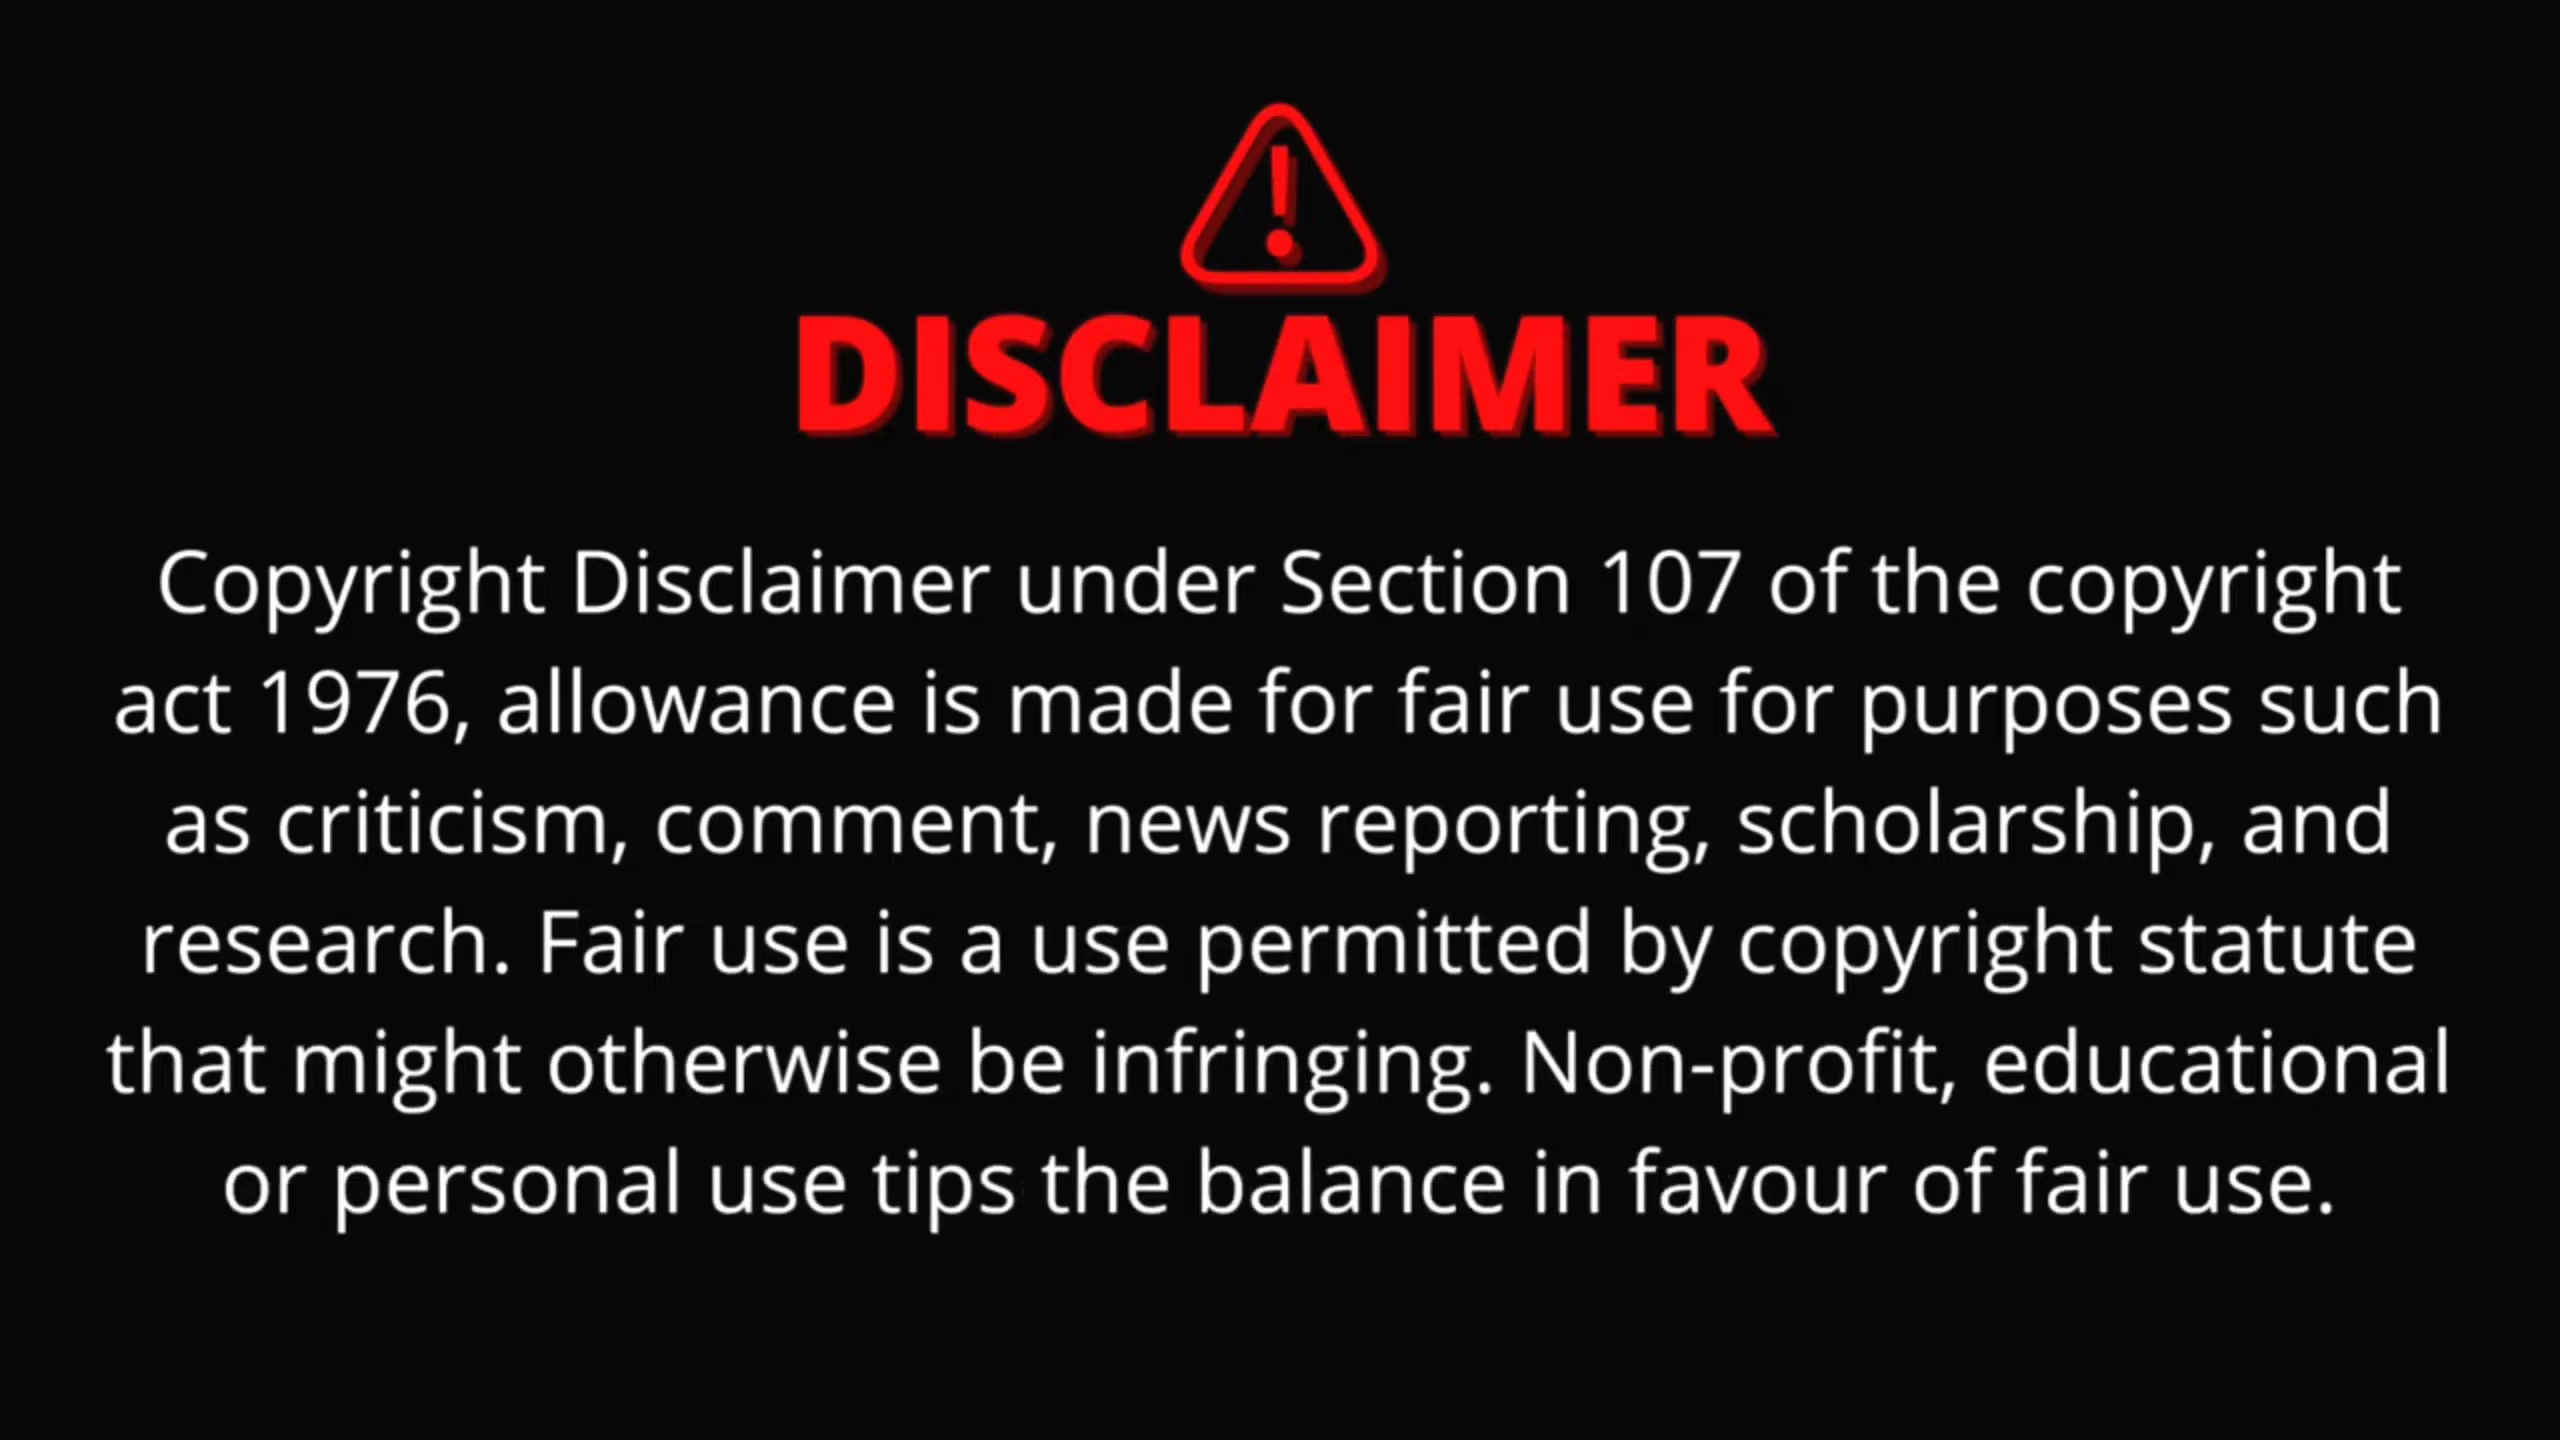 DISCLAIMER
Copyright Disclaimer under Section 107 of the copyright
act 1976, allowance is made for fair use for purposes such
as criticism, comment, news reporting, scholarship, and
research. Fair use is a use permitted by copyright statute
that might otherwise be infringing. Non-profit, educational
or personal use tips the balance in favour of fair use.